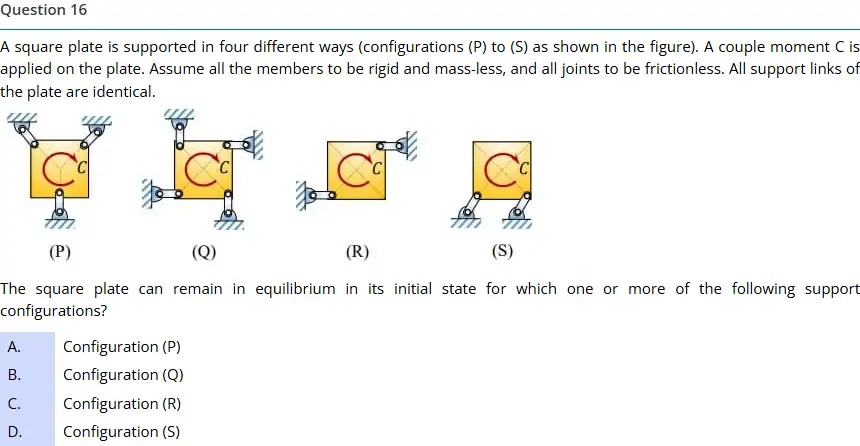 Question 16
A square plate is supported in four different ways (configurations (P) to (S) as shown in the figure). A couple moment C is
applied on the plate. Assume all the members to be rigid and mass-less, and all joints to be frictionless. All support links of
the plate are identical.
C C C C
(P) (Q) (R) (S)
The square plate can remain in equilibrium in its initial state for which one or more of the following support
configurations?
A. Configuration (P)
B. Configuration (Q)
C. Configuration (R)
D. Configuration (S)